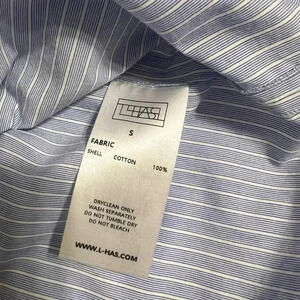 L-HAS
S
FABRIC
SHELL COTTON 100%
DRYCLEAN ONLY
WASH SEPARATELY
DO NOT TUMBLE DRY
DO NOT BLEACH
WWW.L-HAS.COM